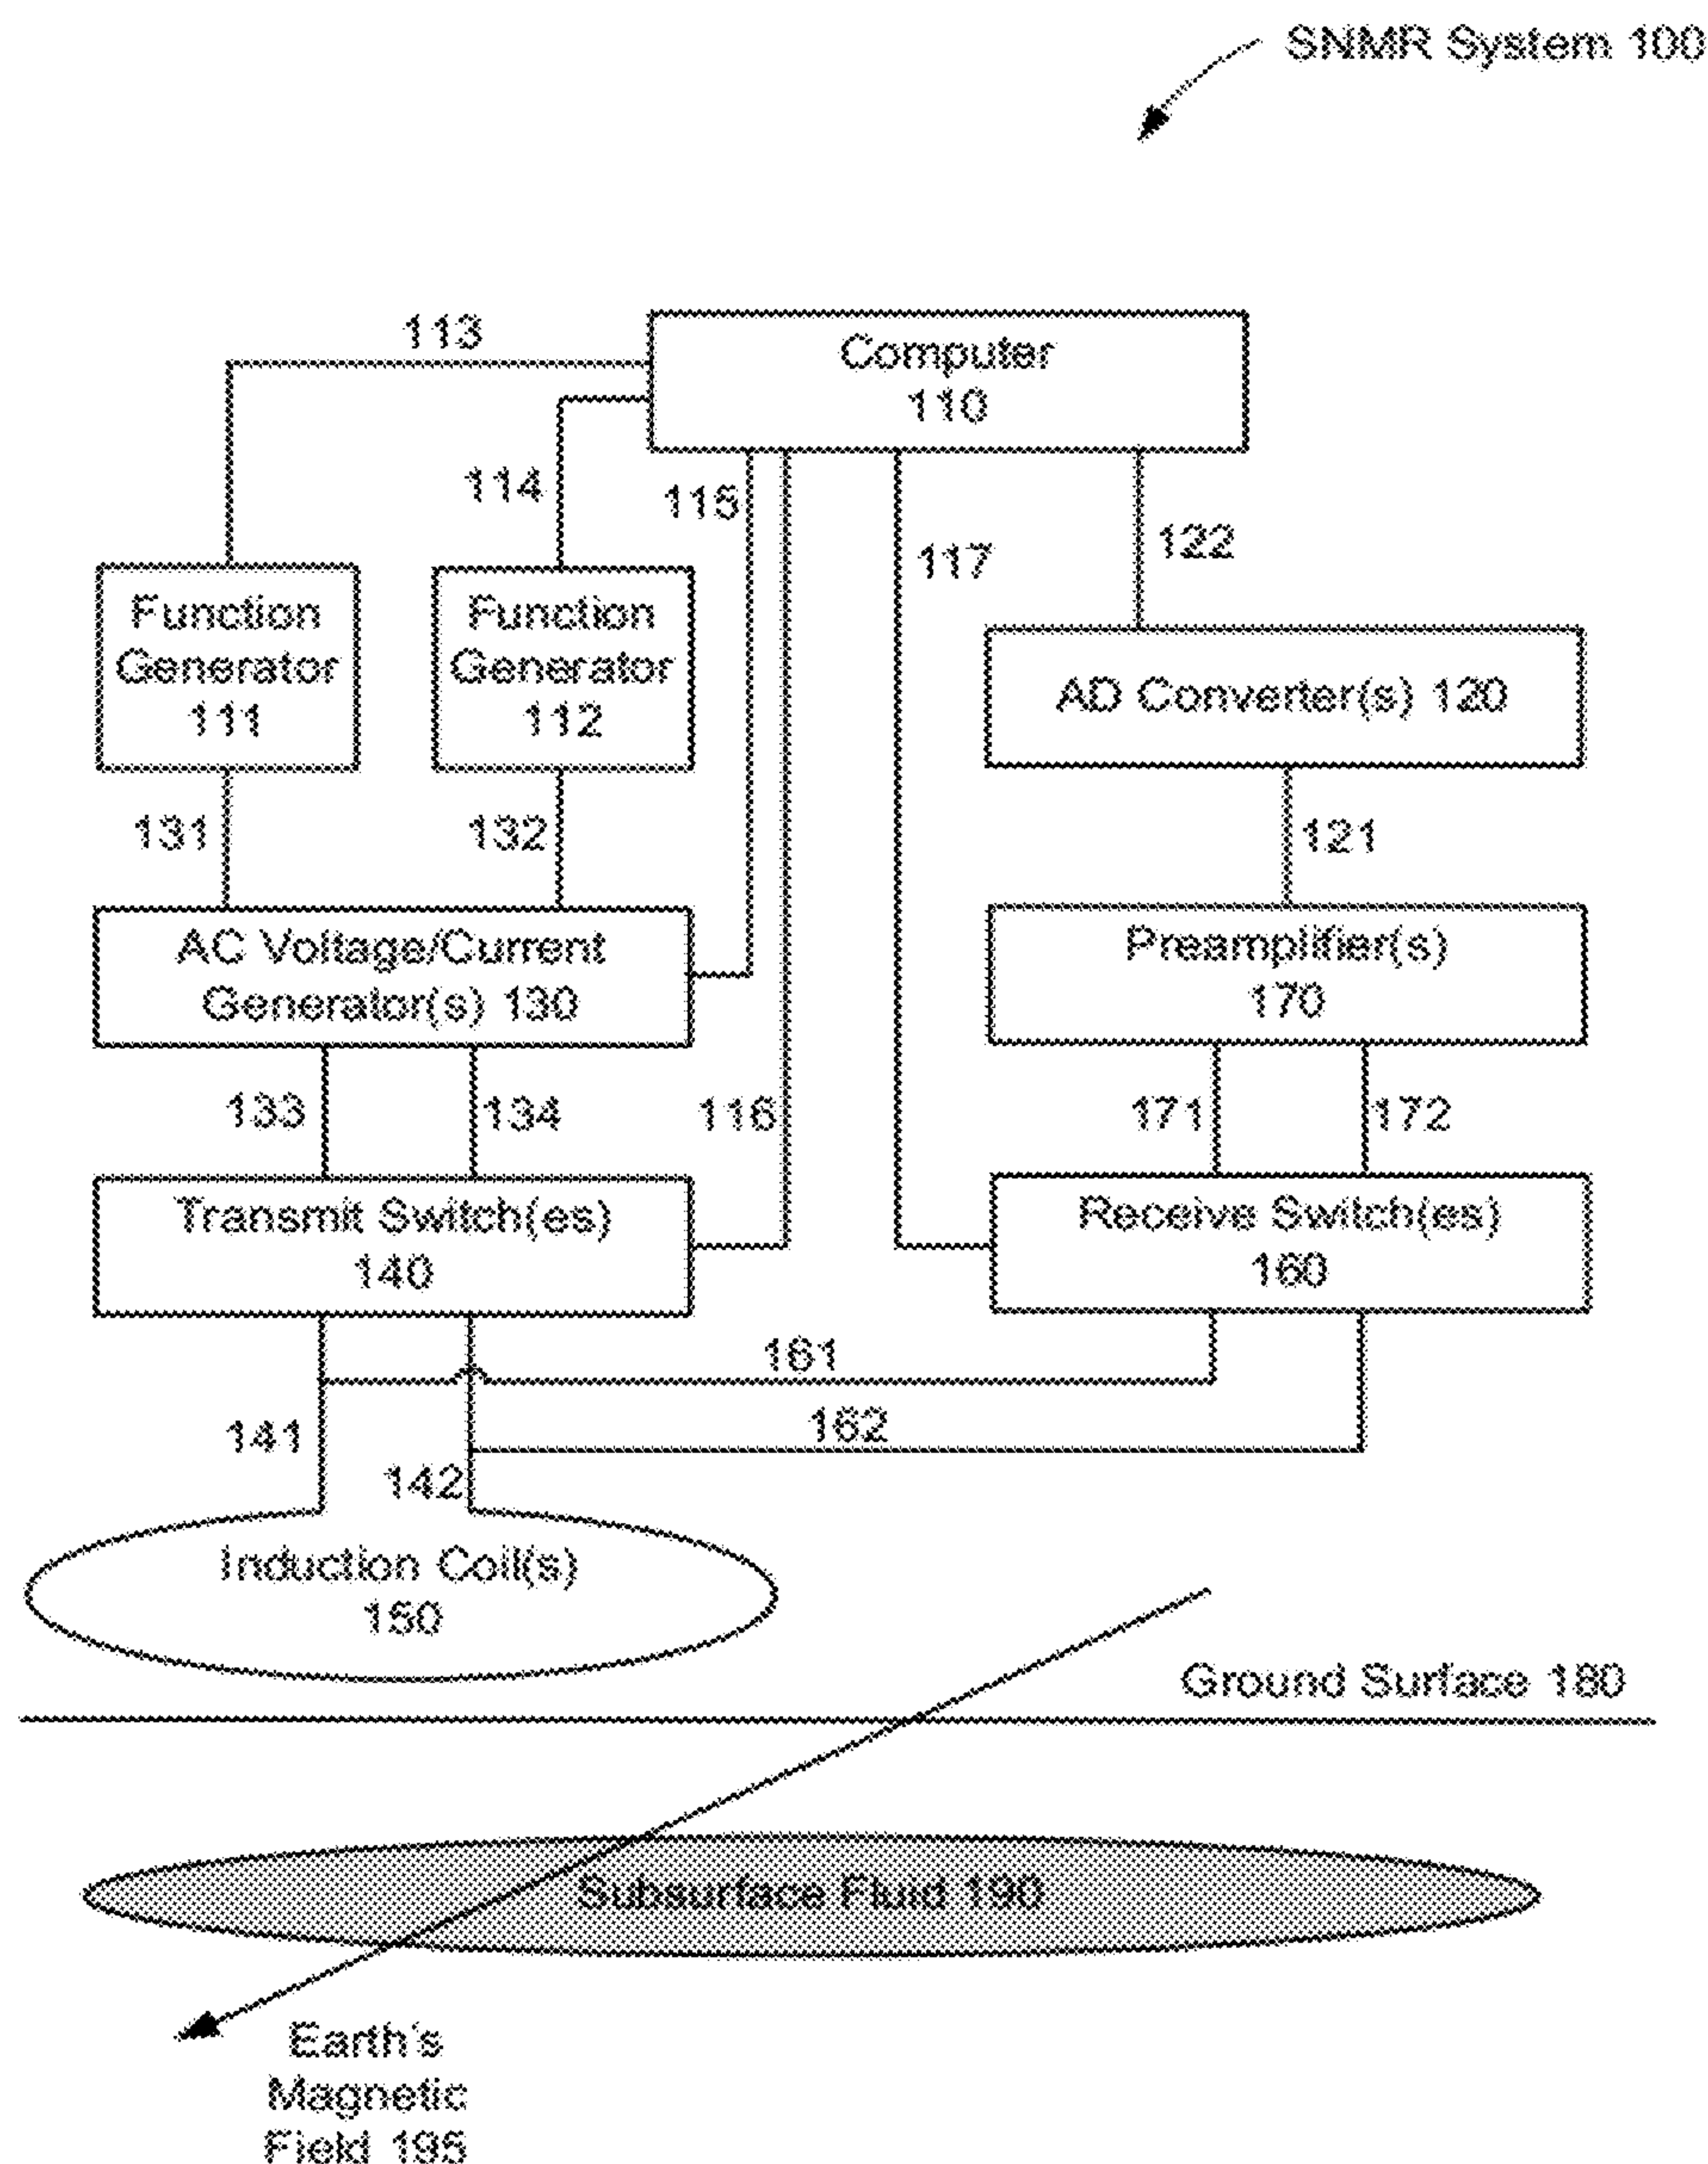 SNMR System 100
113
Computer
110
114
115
117
122
Function
Generator
111
Function
Generator
112
AD Converter(s) 120
131
132
121
AC Voltage/Current
Generator(s) 130
Preamplifier(s)
170
133
134
116
171
172
Transmit Switch(es)
140
Receive Switch(es)
160
161
141
162
142
Induction Coil(s)
150
Ground Surface 180
Subsurface Fluid 190
Earth's
Magnetic
Field 195